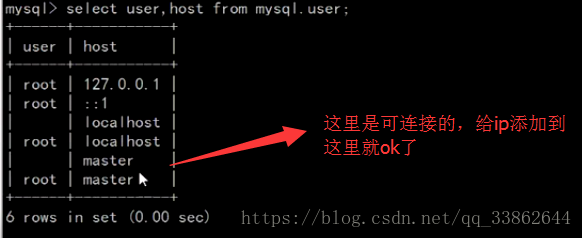 mysql> select user,host from mysql.user;
+------+-----------+
| user | host      |
+------+-----------+
| root | 127.0.0.1 |
| root | ::1       |
|      | localhost |
| root | localhost |
|      | master    |
| root | master    |
+------+-----------+
6 rows in set (0.00 sec)
这里是可连接的，给ip添加到
这里就ok了
https://blog.csdn.net/qq_33862644